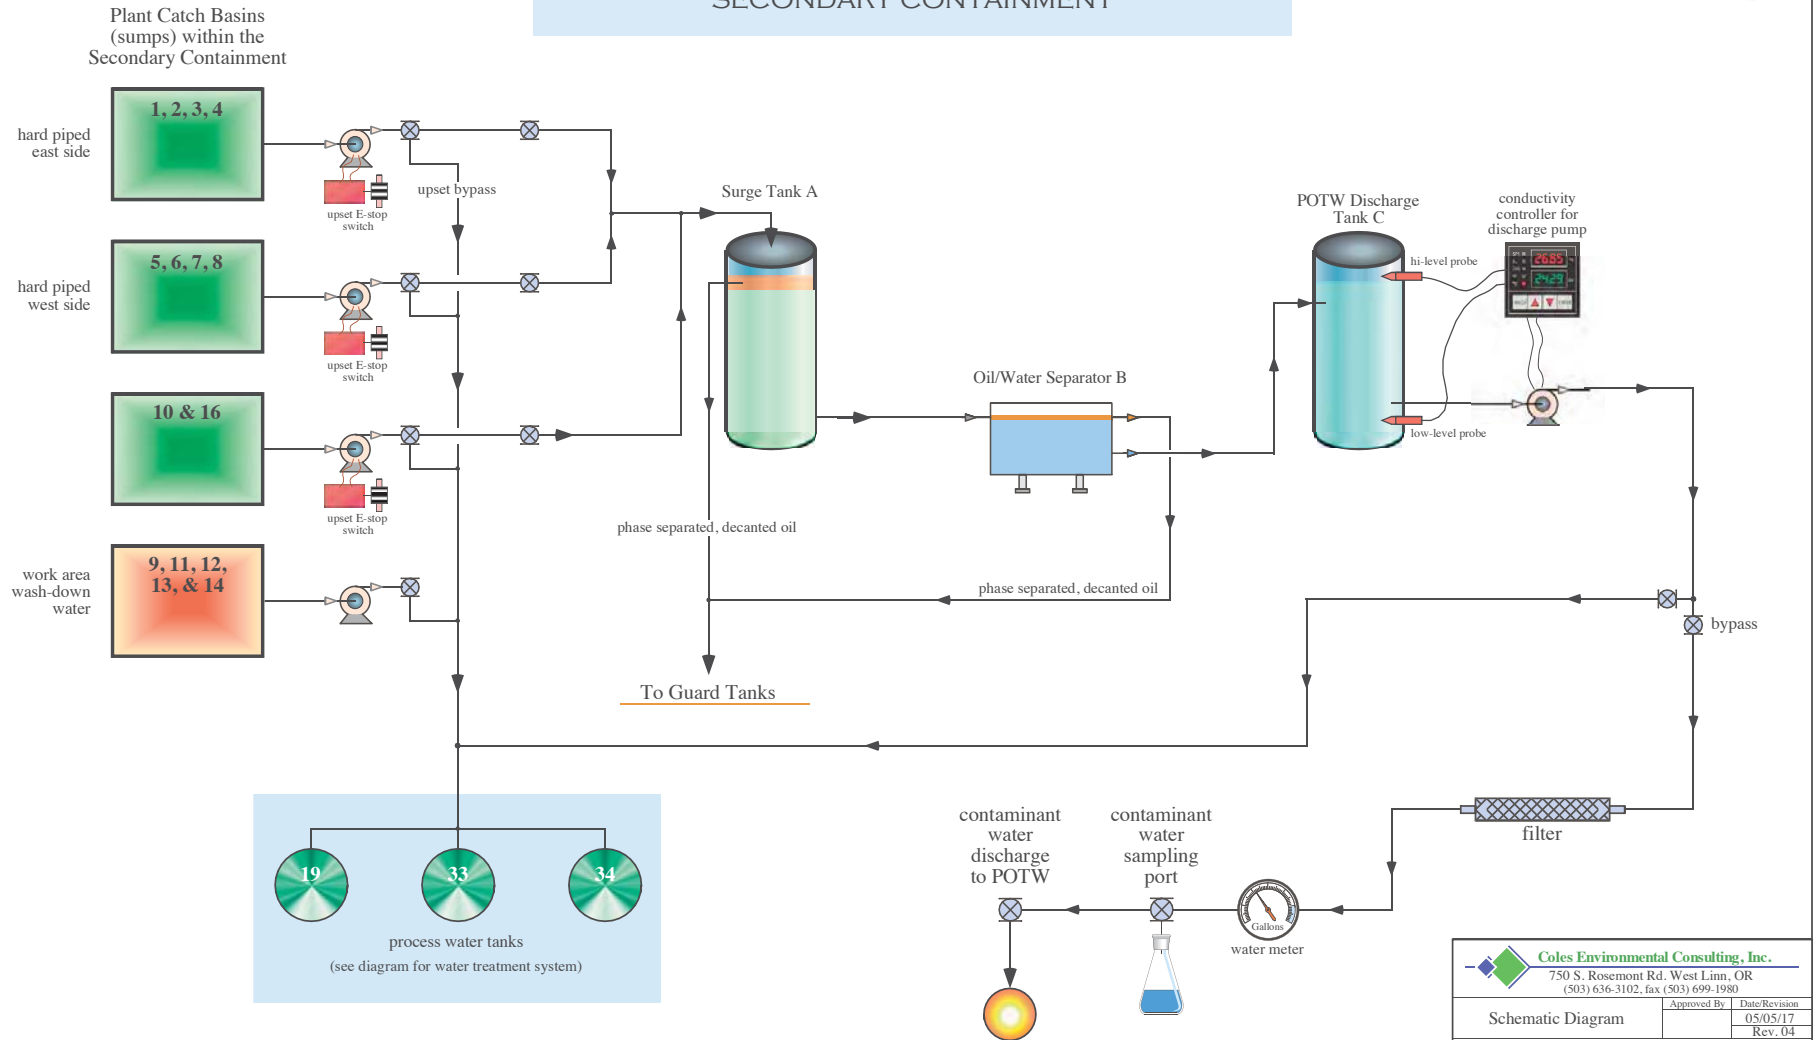 SECONDARY CONTAINMENT
Plant Catch Basins
(sumps) within the
Secondary Containment
hard piped
east side
1, 2, 3, 4
upset E-stop
switch
upset bypass
hard piped
west side
5, 6, 7, 8
upset E-stop
switch
10 & 16
upset E-stop
switch
work area
wash-down
water
9, 11, 12,
13, & 14
Surge Tank A
phase separated, decanted oil
Oil/Water Separator B
phase separated, decanted oil
To Guard Tanks
POTW Discharge
Tank C
hi-level probe
low-level probe
conductivity
controller for
discharge pump
2685
2429
bypass
filter
19
33
34
process water tanks
(see diagram for water treatment system)
contaminant
water
discharge
to POTW
contaminant
water
sampling
port
Gallons
water meter
Coles Environmental Consulting, Inc.
750 S. Rosemont Rd. West Linn, OR
(503) 636-3102, fax (503) 699-1980
Schematic Diagram
Approved By
Date/Revision
05/05/17
Rev. 04